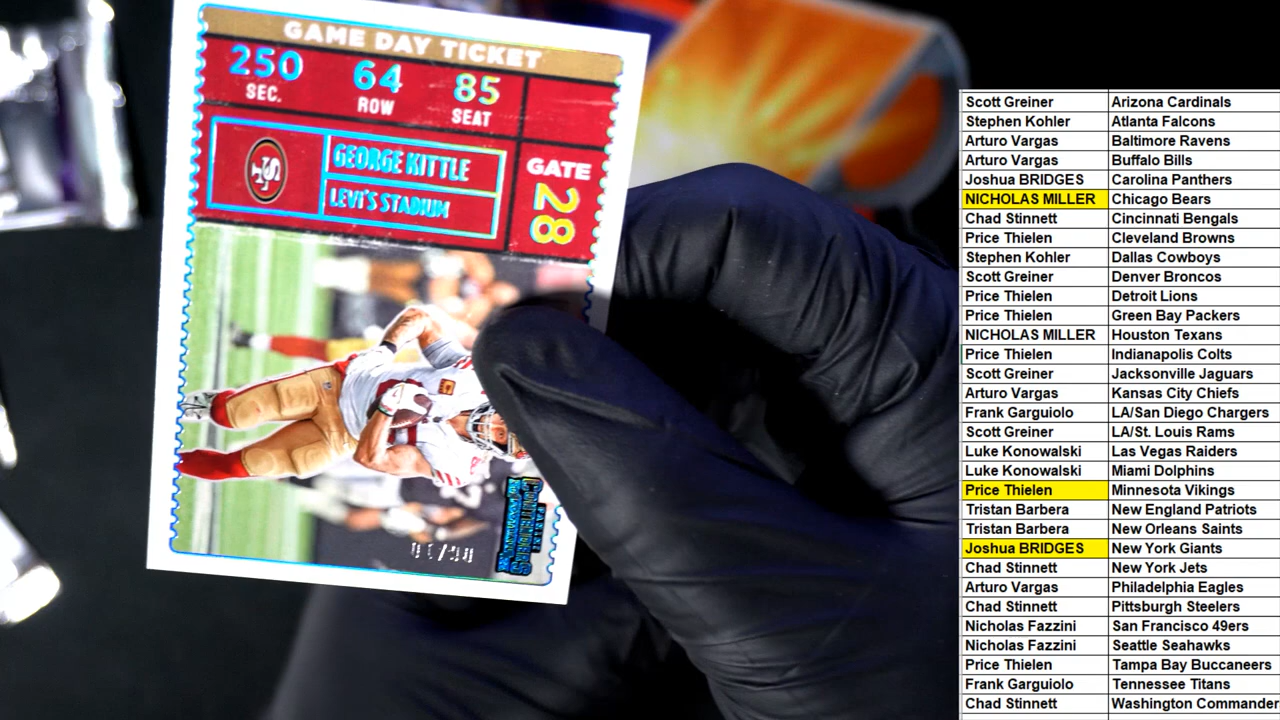 GAME DAY TICKET
250 64 85
SEC. ROW SEAT
GEORGE KITTLE
LEVI'S STADIUM
GATE
28
PANINI
CONTENDERS
Scott Greiner Arizona Cardinals
Stephen Kohler Atlanta Falcons
Arturo Vargas Baltimore Ravens
Arturo Vargas Buffalo Bills
Joshua BRIDGES Carolina Panthers
NICHOLAS MILLER Chicago Bears
Chad Stinnett Cincinnati Bengals
Price Thielen Cleveland Browns
Stephen Kohler Dallas Cowboys
Scott Greiner Denver Broncos
Price Thielen Detroit Lions
Price Thielen Green Bay Packers
NICHOLAS MILLER Houston Texans
Price Thielen Indianapolis Colts
Scott Greiner Jacksonville Jaguars
Arturo Vargas Kansas City Chiefs
Frank Garguiolo LA/San Diego Chargers
Scott Greiner LA/St. Louis Rams
Luke Konowalski Las Vegas Raiders
Luke Konowalski Miami Dolphins
Price Thielen Minnesota Vikings
Tristan Barbera New England Patriots
Tristan Barbera New Orleans Saints
Joshua BRIDGES New York Giants
Chad Stinnett New York Jets
Arturo Vargas Philadelphia Eagles
Chad Stinnett Pittsburgh Steelers
Nicholas Fazzini San Francisco 49ers
Nicholas Fazzini Seattle Seahawks
Price Thielen Tampa Bay Buccaneers
Frank Garguiolo Tennessee Titans
Chad Stinnett Washington Commander